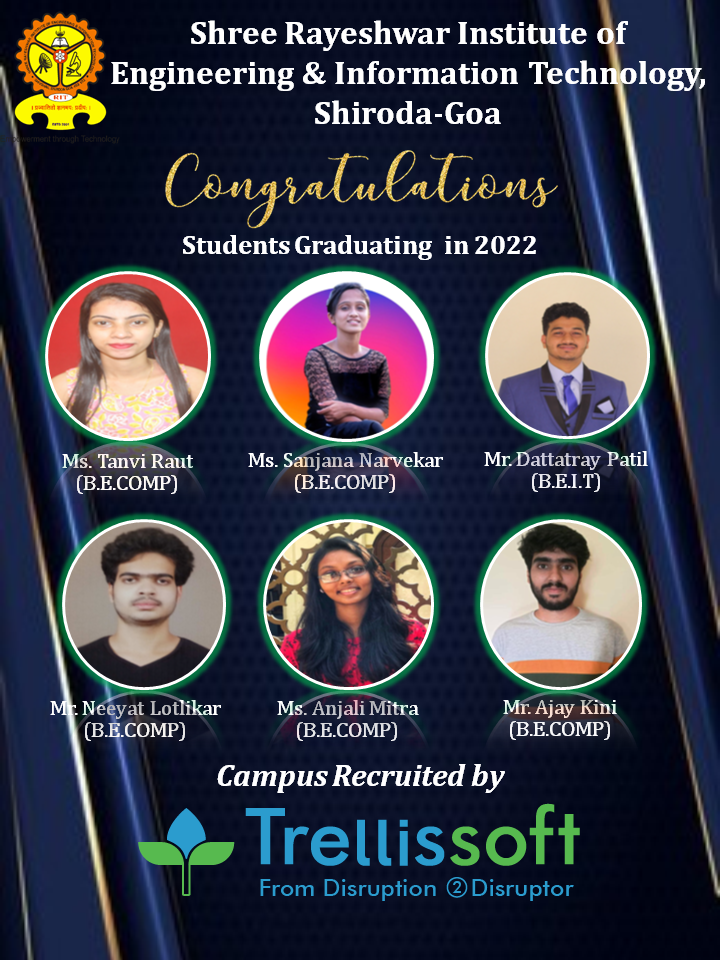 Shree Rayeshwar Institute of
Engineering & Information Technology,
Shiroda-Goa
RIT
Congratulations
Students Graduating in 2022
Ms. Tanvi Raut
(B.E.COMP)
Ms. Sanjana Narvekar
(B.E.COMP)
Mr. Dattatray Patil
(B.E.I.T)
Mr. Neeyat Lotlikar
(B.E.COMP)
Ms. Anjali Mitra
(B.E.COMP)
Mr. Ajay Kini
(B.E.COMP)
Campus Recruited by
Trellissoft
From Disruption ② Disruptor